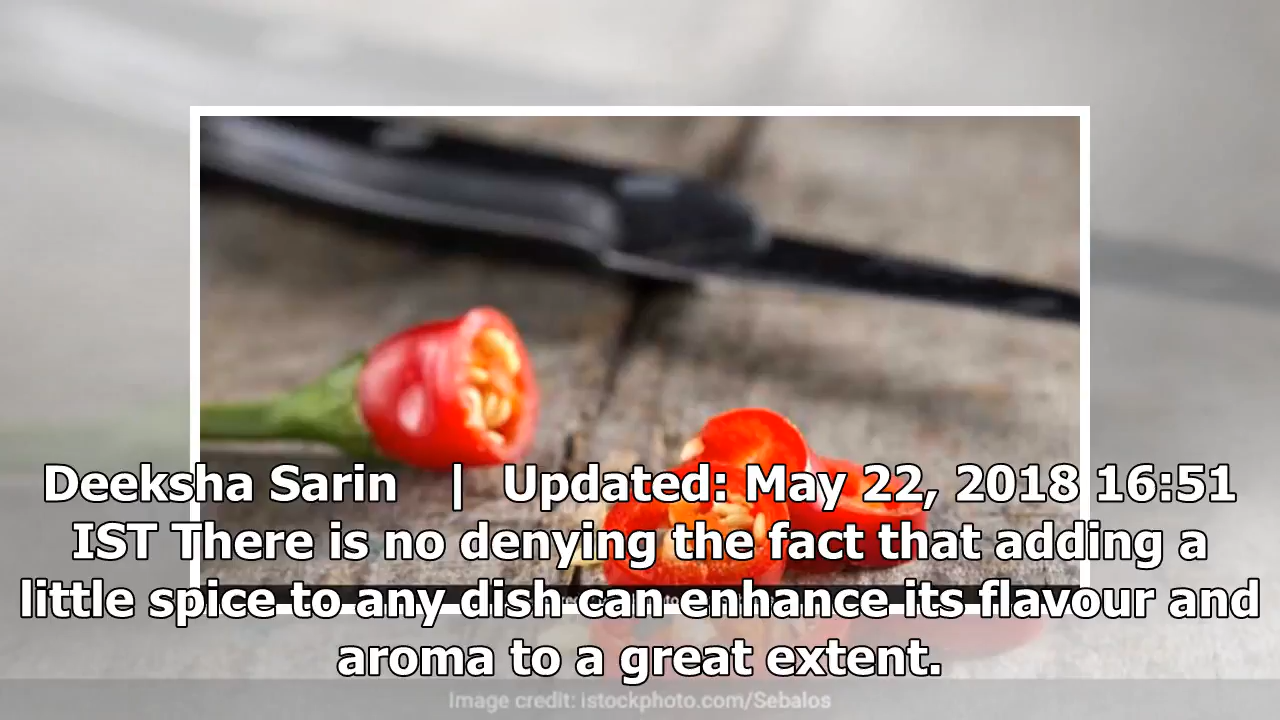 Deeksha Sarin | Updated: May 22, 2018 16:51
IST There is no denying the fact that adding a
little spice to any dish can enhance its flavour and
aroma to a great extent.
Image credit: istockphoto.com/Sebalos